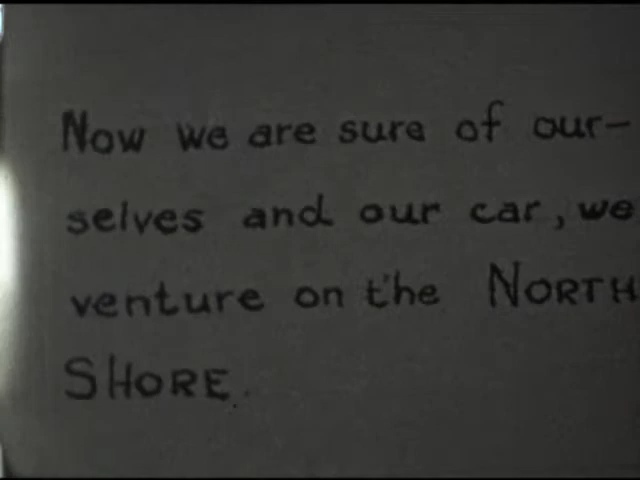 Now we are sure of our-
selves and our car, we
venture on the NORTH
SHORE.